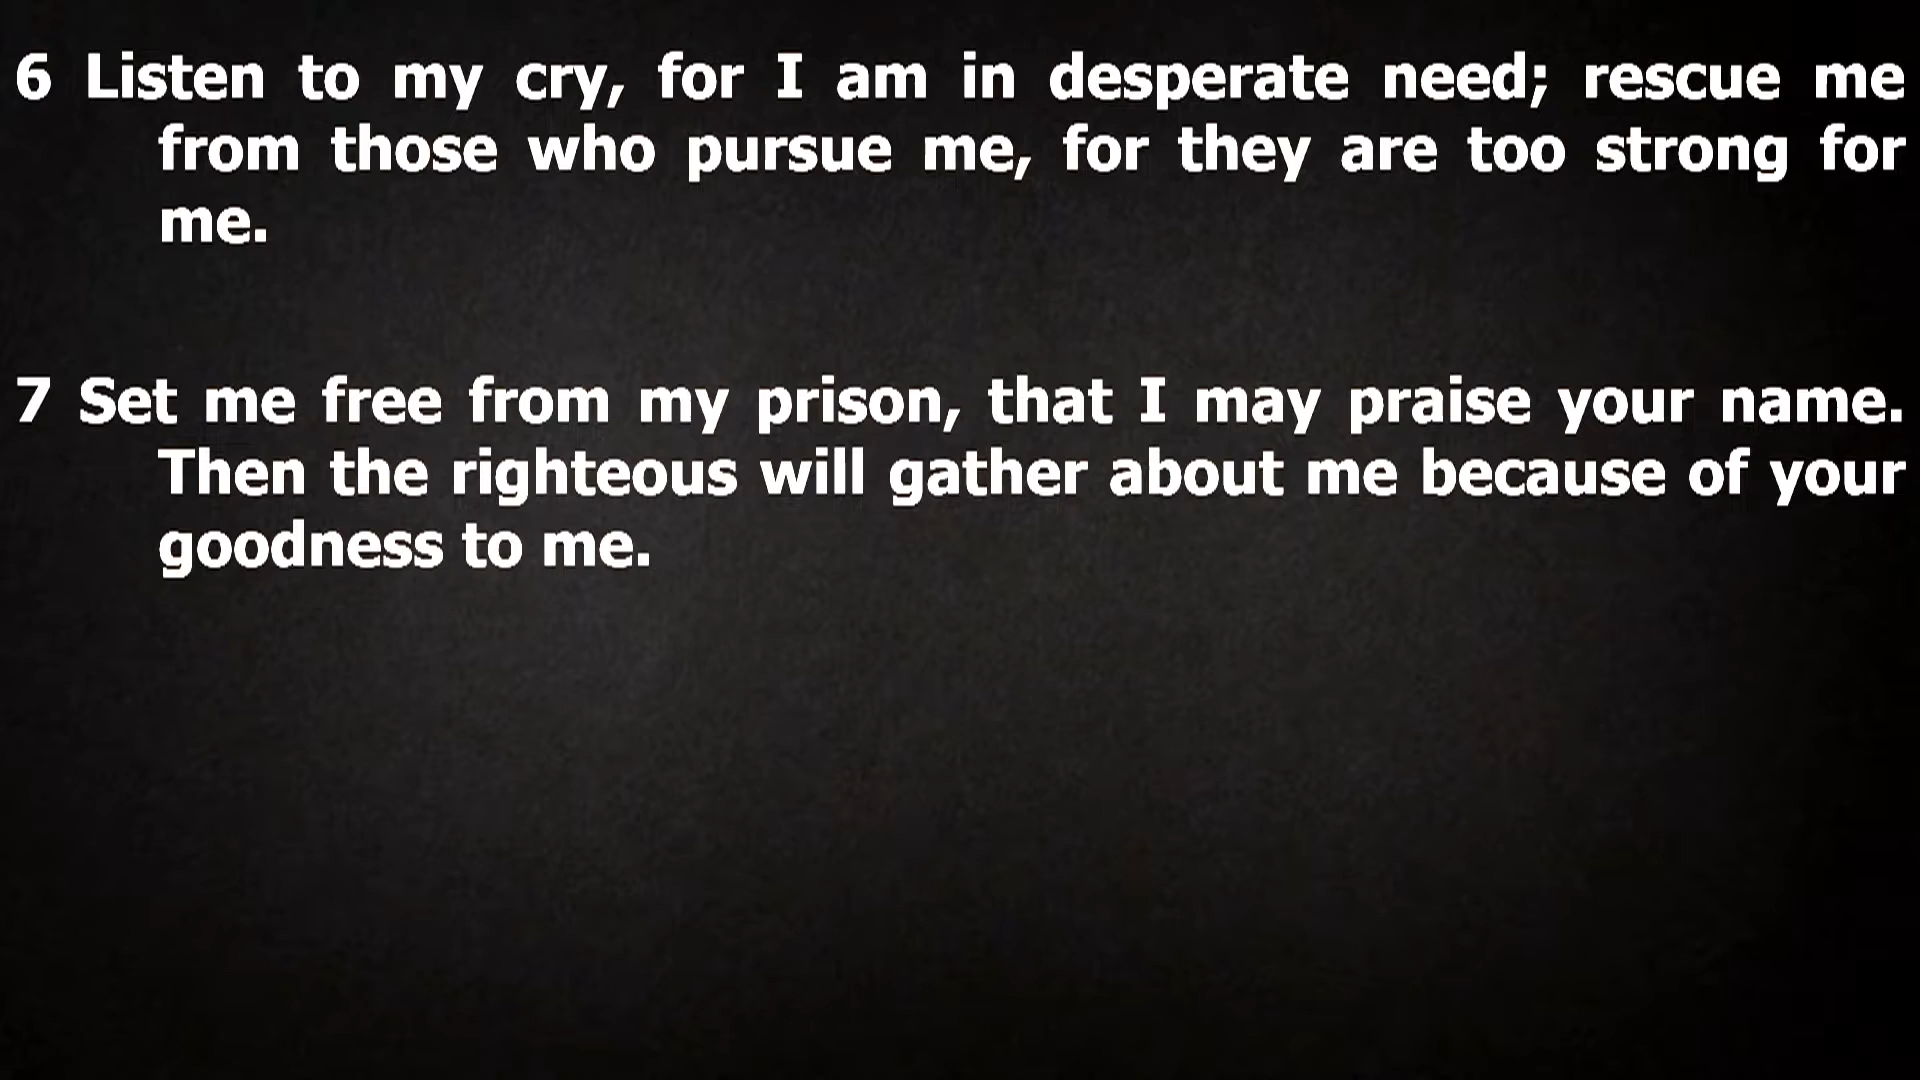 6 Listen to my cry, for I am in desperate need; rescue me
from those who pursue me, for they are too strong for
me.
7 Set me free from my prison, that I may praise your name.
Then the righteous will gather about me because of your
goodness to me.